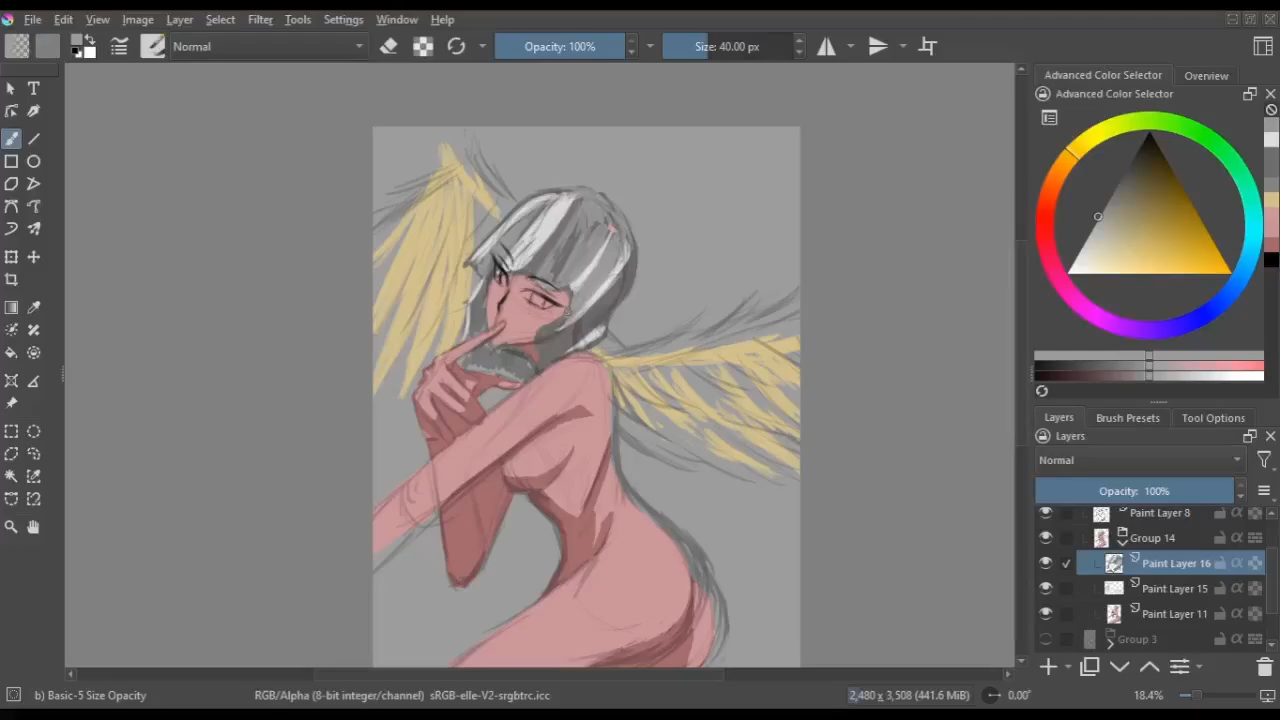 File Edit View Image Layer Select Filter Tools Settings Window Help
Normal Opacity: 100% Size: 40.00 px
Advanced Color Selector Overview
Advanced Color Selector
Layers Brush Presets Tool Options
Layers
Normal
Opacity: 100%
Paint Layer 8
Group 14
Paint Layer 16
Paint Layer 15
Paint Layer 11
Group 3
b) Basic-5 Size Opacity RGB/Alpha (8-bit integer/channel) sRGB-elle-V2-srgbtrc.icc 2,480 x 3,508 (441.6 MiB) 0.00° 18.4%